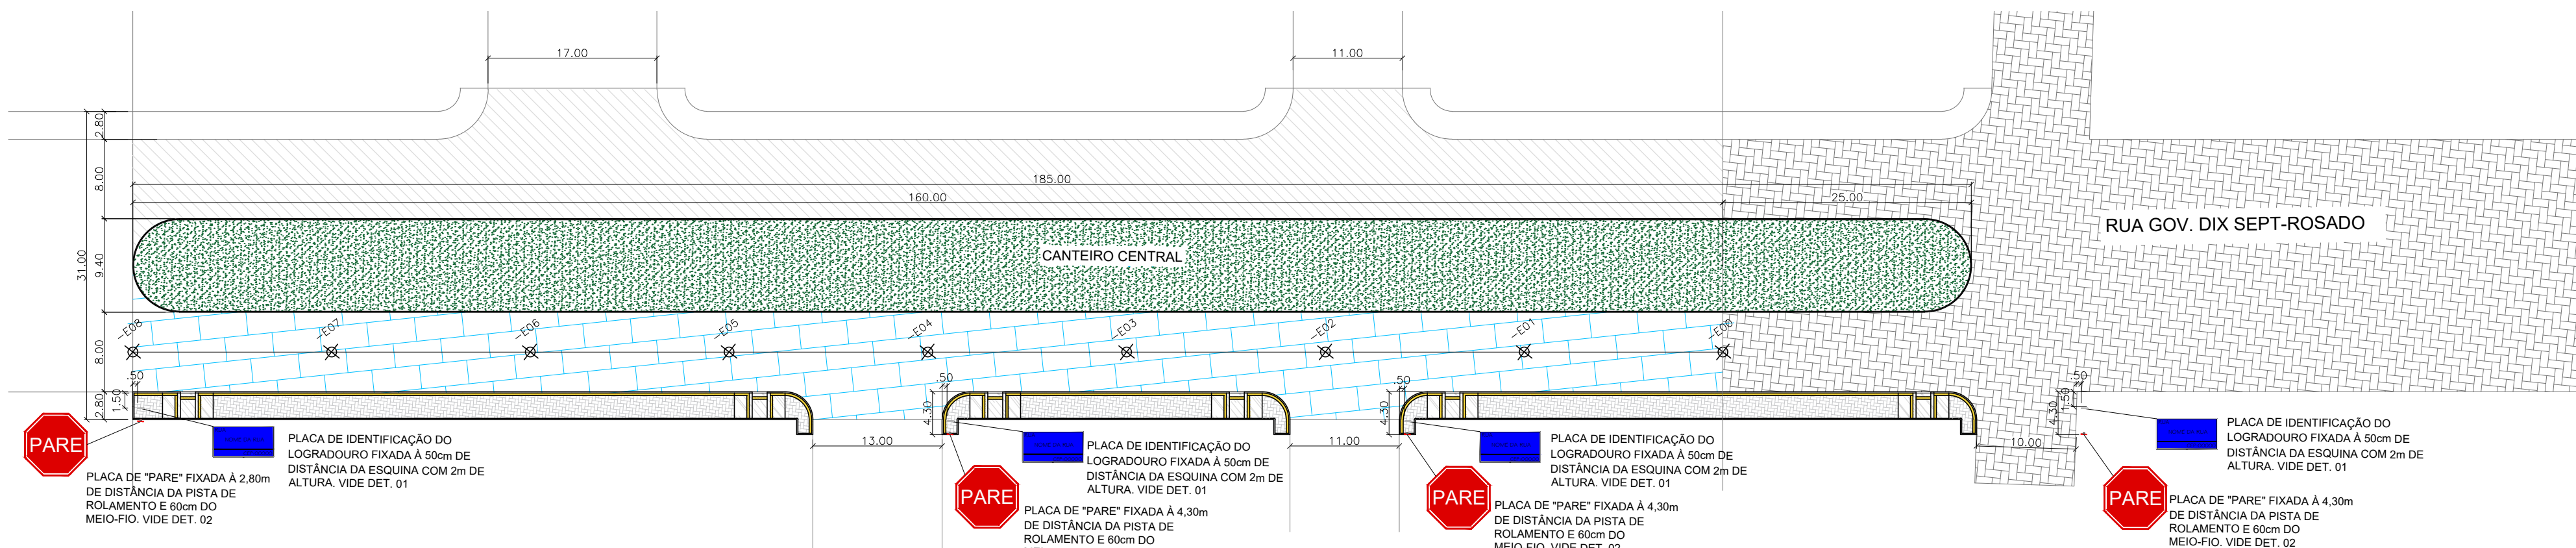 17.00
11.00
2.80
8.00
185.00
160.00
25.00
RUA GOV. DIX SEPT-ROSADO
31.00
9.40
CANTEIRO CENTRAL
E08
E07
E06
E05
E04
E03
E02
E01
E00
8.00
.50
.50
.50
.50
1.50
2.80
4.30
4.30
4.30
1.50
13.00
11.00
10.00
PARE
PLACA DE IDENTIFICAÇÃO DO
LOGRADOURO FIXADA À 50cm DE
DISTÂNCIA DA ESQUINA COM 2m DE
ALTURA. VIDE DET. 01
PLACA DE "PARE" FIXADA À 2,80m
DE DISTÂNCIA DA PISTA DE
ROLAMENTO E 60cm DO
MEIO-FIO. VIDE DET. 02
PLACA DE IDENTIFICAÇÃO DO
LOGRADOURO FIXADA À 50cm DE
DISTÂNCIA DA ESQUINA COM 2m DE
ALTURA. VIDE DET. 01
PARE
PLACA DE "PARE" FIXADA À 4,30m
DE DISTÂNCIA DA PISTA DE
ROLAMENTO E 60cm DO
PLACA DE IDENTIFICAÇÃO DO
LOGRADOURO FIXADA À 50cm DE
DISTÂNCIA DA ESQUINA COM 2m DE
ALTURA. VIDE DET. 01
PARE
PLACA DE "PARE" FIXADA À 4,30m
DE DISTÂNCIA DA PISTA DE
ROLAMENTO E 60cm DO
MEIO-FIO. VIDE DET. 02
PLACA DE IDENTIFICAÇÃO DO
LOGRADOURO FIXADA À 50cm DE
DISTÂNCIA DA ESQUINA COM 2m DE
ALTURA. VIDE DET. 01
PARE
PLACA DE "PARE" FIXADA À 4,30m
DE DISTÂNCIA DA PISTA DE
ROLAMENTO E 60cm DO
MEIO-FIO. VIDE DET. 02